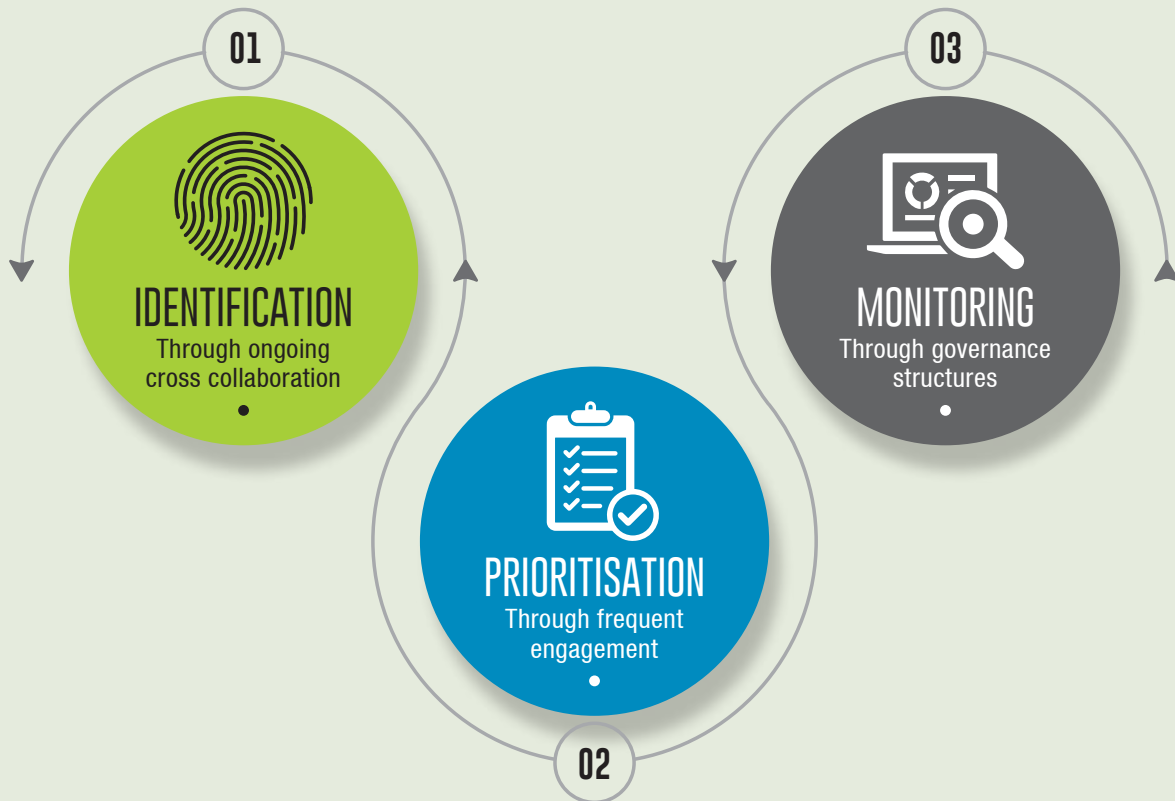 01
IDENTIFICATION
Through ongoing
cross collaboration
02
PRIORITISATION
Through frequent
engagement
03
MONITORING
Through governance
structures